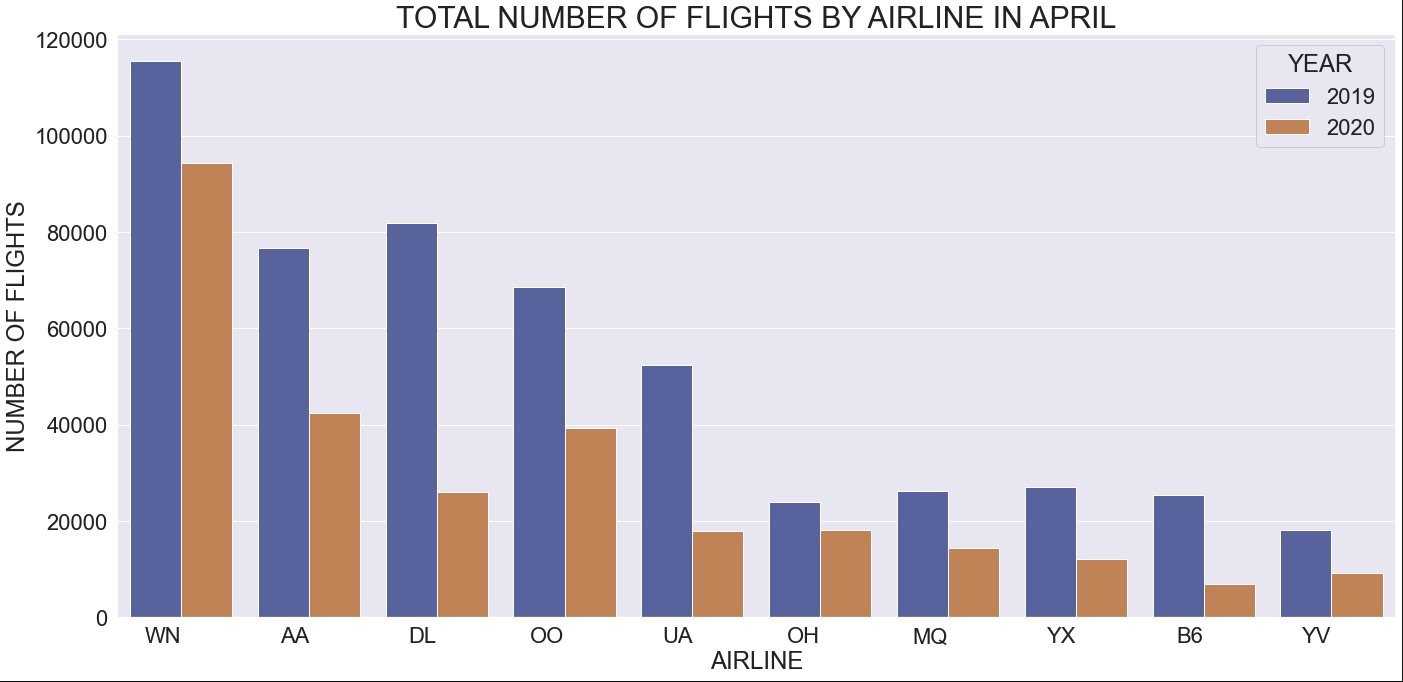 TOTAL NUMBER OF FLIGHTS BY AIRLINE IN APRIL
120000
100000
80000
60000
40000
20000
0
NUMBER OF FLIGHTS
YEAR
2019
2020
WN AA DL OO UA OH MQ YX B6 YV
AIRLINE